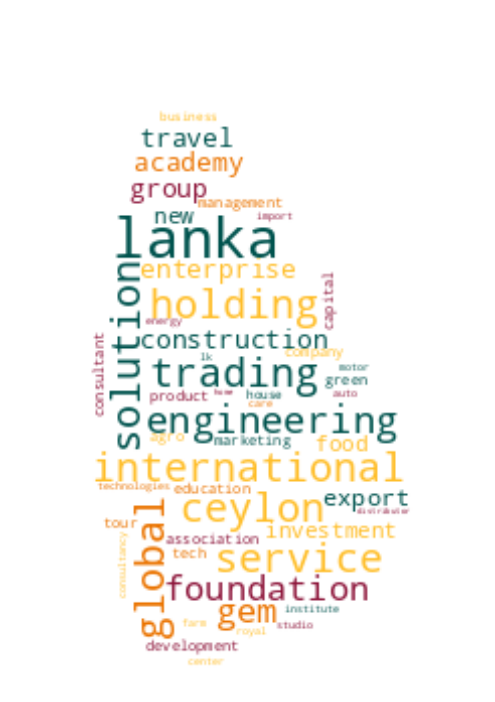 business
travel
academy
group
management
new
import
lanka
solution
enterprise
capital
holding
energy
construction
consultant
lk
company
trading
motor
green
product
house
auto
care
engineering
agro
marketing
food
international
technologies
education
ceylon
export
distributor
tour
global
investment
association
consultancy
tech
service
foundation
gem
institute
farm
royal
studio
development
center